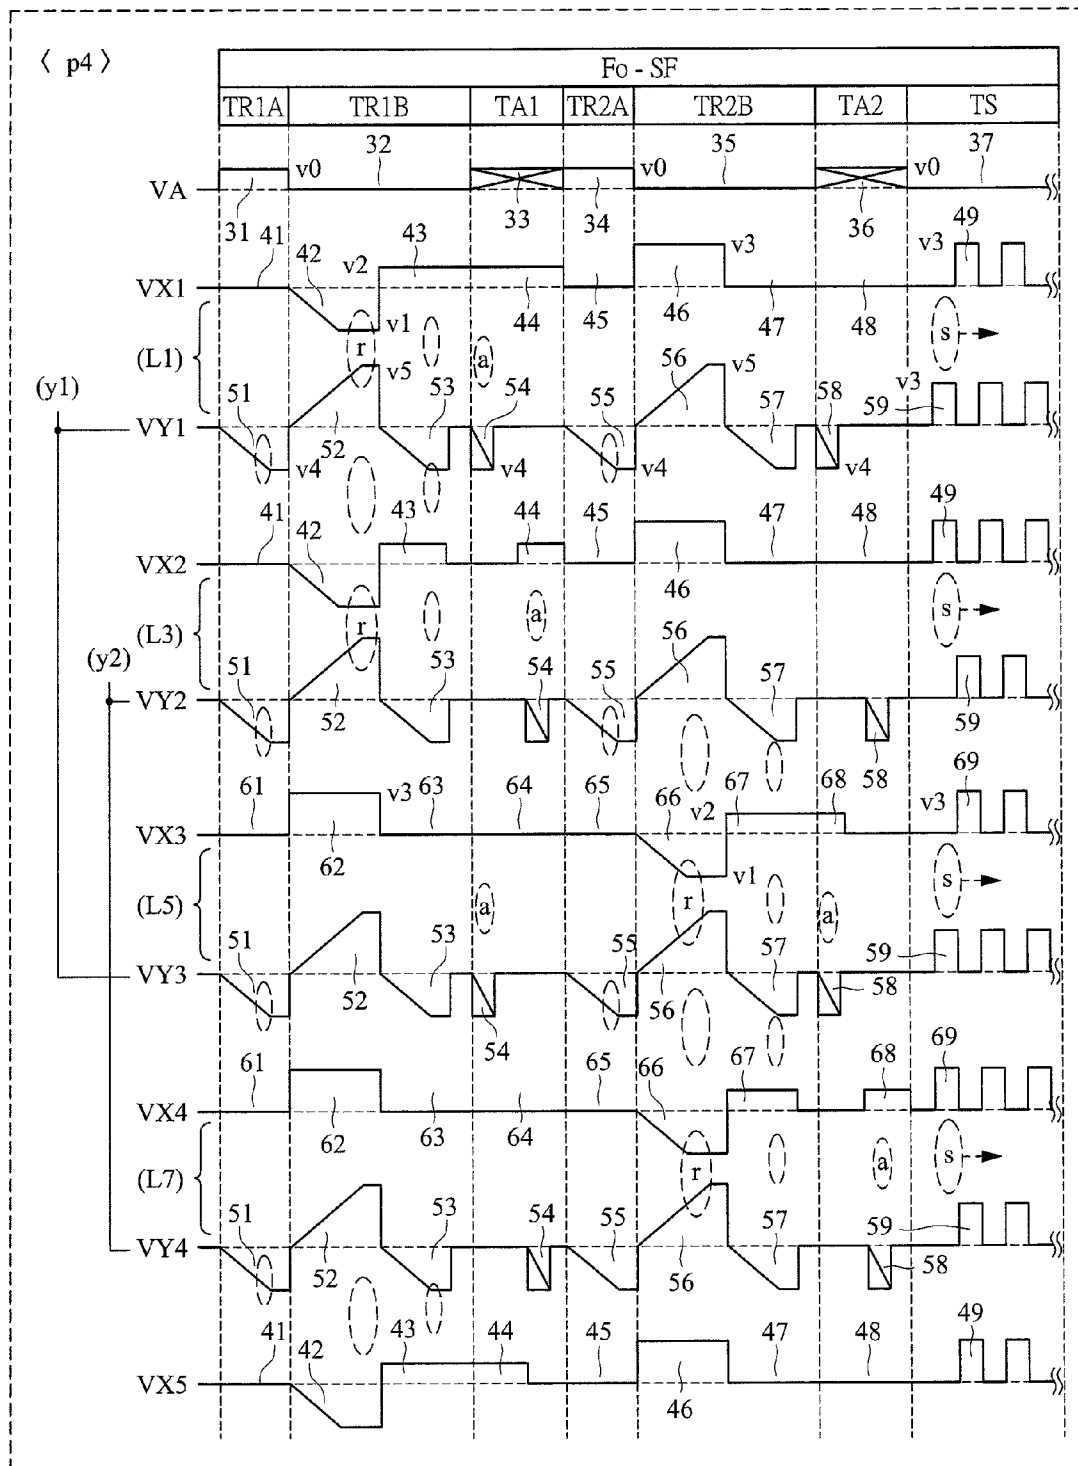 〈 p4 〉
Fo - SF
TR1A TR1B TA1 TR2A TR2B TA2 TS
32 35 37
v0 v0 v0
VA
31 41 33 34 36
43 49
42 v2 v3 v3
VX1
v1 44 45 46 47 48
(L1) r a s
(y1) v5 56 v5 v3
51 53 54 55 57 58 59
VY1
52
v4 v4 v4 v4
41 42 43 44 45 47 48 49
VX2
46
(L3) r a s
(y2) 51 53 54 55 56 57
VY2
52 58 59
61 v3 63 64 65 66 v2 67 68 v3 69
VX3
62 v1
(L5) a r a s
51 53 55 57 59
VY3
52 54 56 58
61 65 66 67 68 69
VX4
62 63 64
(L7) r a s
51 53 54 55 57 59
VY4
52 56 58
41 42 43 44 45 47 48 49
VX5
46